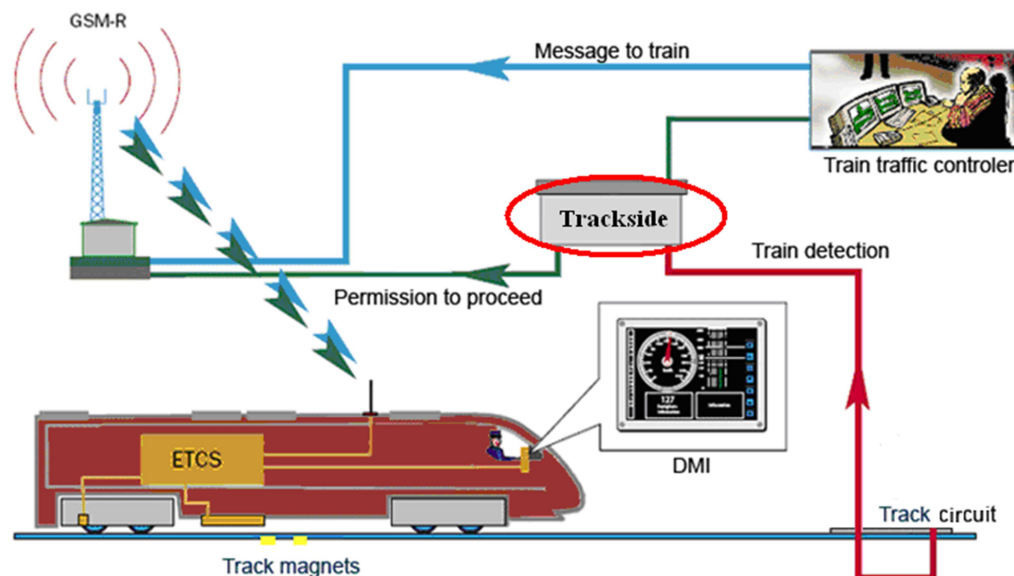 GSM-R
Message to train
Train traffic controler
Trackside
Train detection
Permission to proceed
127
ETCS
DMI
Track circuit
Track magnets